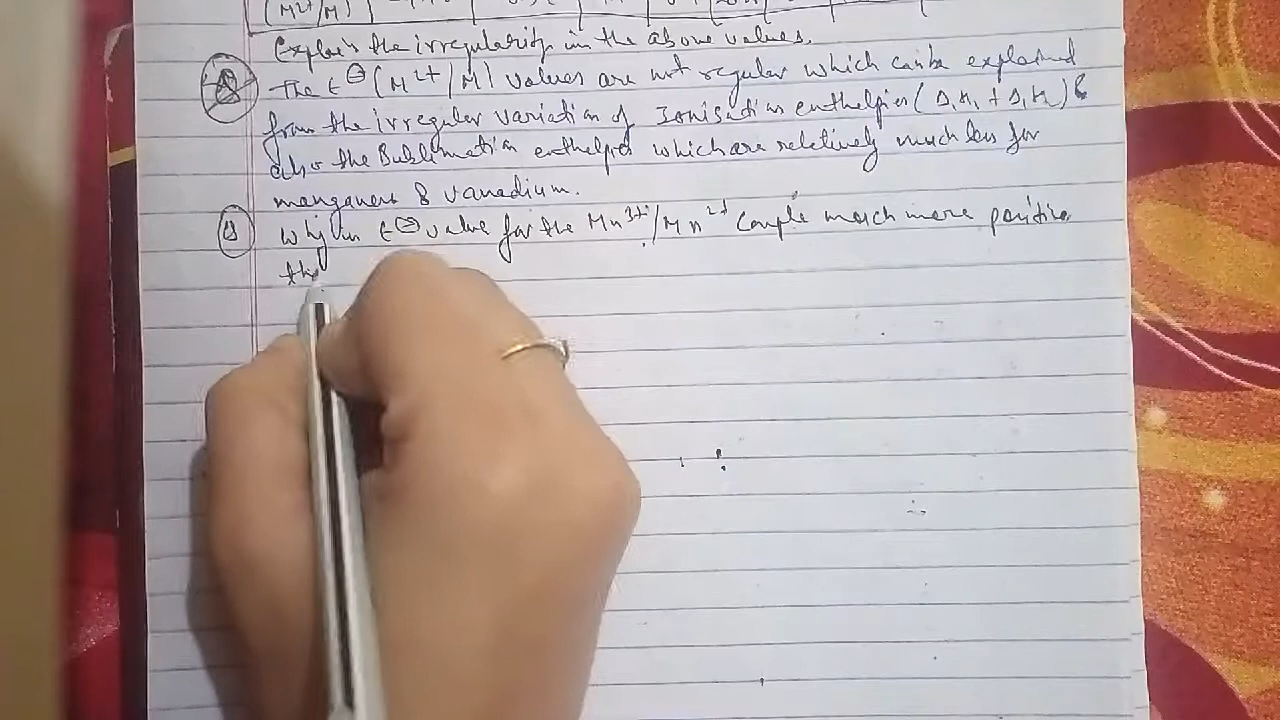 (M²⁺/M)
Explain the irregularity in the above values.
A The E⊖ (M²⁺/M) values are not regular which can be explained
from the irregular variation of Ionisation enthalpies (ΔᵢH₁ + ΔᵢH₂) &
also the Sublimation enthalpies which are relatively much less for
manganese & vanadium.
Q Why is E⊖ value for the Mn³⁺/Mn²⁺ couple much more positive
th